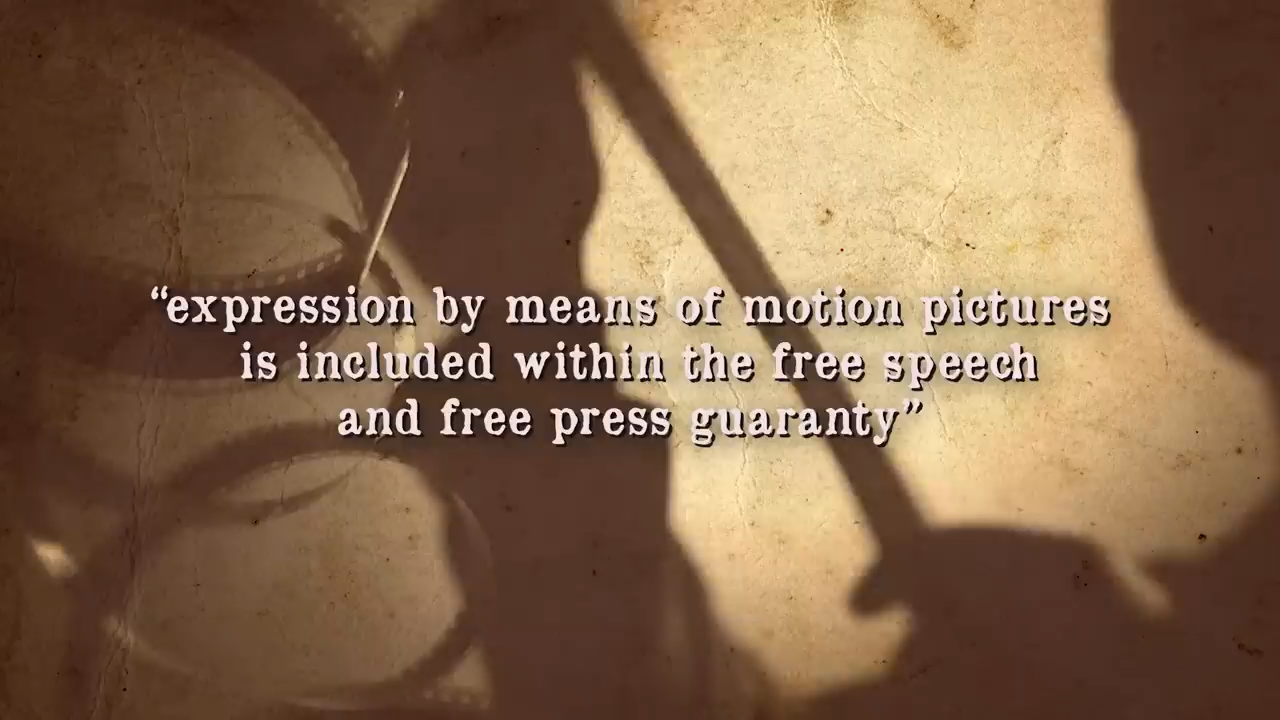 “expression by means of motion pictures
is included within the free speech
and free press guaranty”